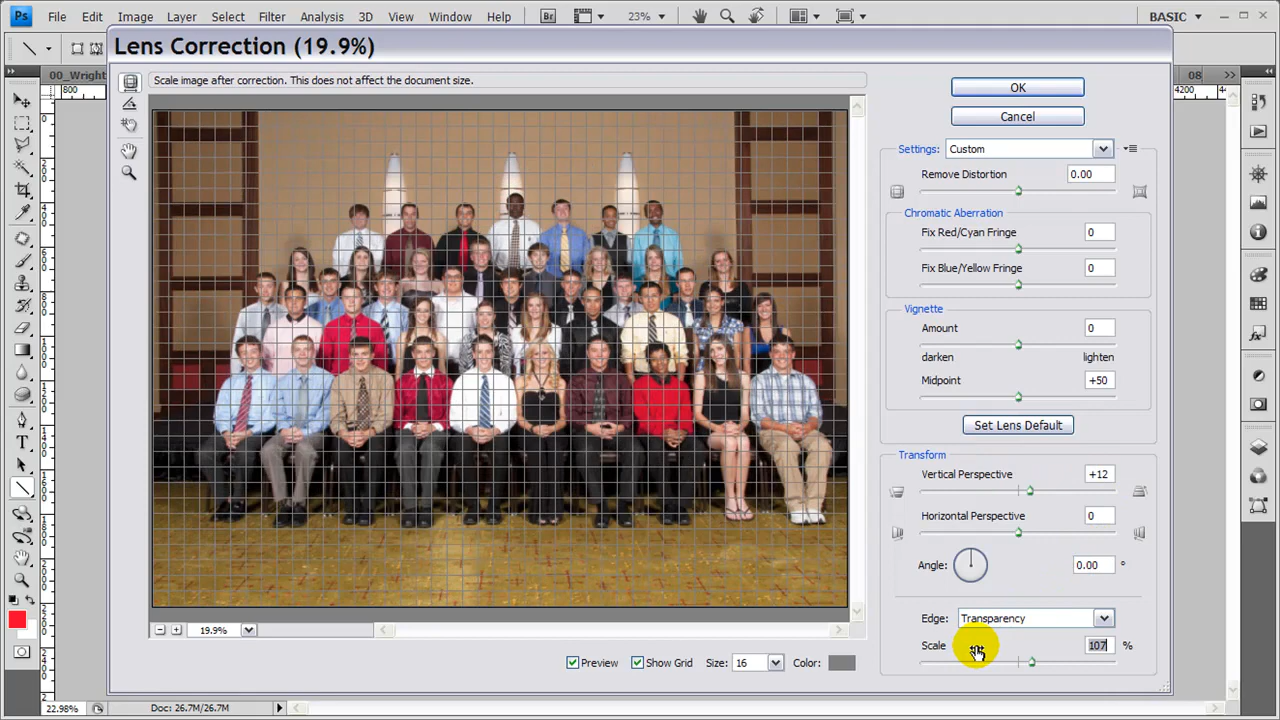 Ps File Edit Image Layer Select Filter Analysis 3D View Window Help Br 23% BASIC
Lens Correction (19.9%)
00_Wright
08
800
4200
Scale image after correction. This does not affect the document size.
OK
Cancel
Settings: Custom
Remove Distortion 0.00
Chromatic Aberration
Fix Red/Cyan Fringe 0
Fix Blue/Yellow Fringe 0
Vignette
Amount 0
darken lighten
Midpoint +50
Set Lens Default
Transform
Vertical Perspective +12
Horizontal Perspective 0
Angle: 0.00 °
Edge: Transparency
Scale 107 %
19.9%
Preview Show Grid Size: 16 Color:
22.98% Doc: 26.7M/26.7M